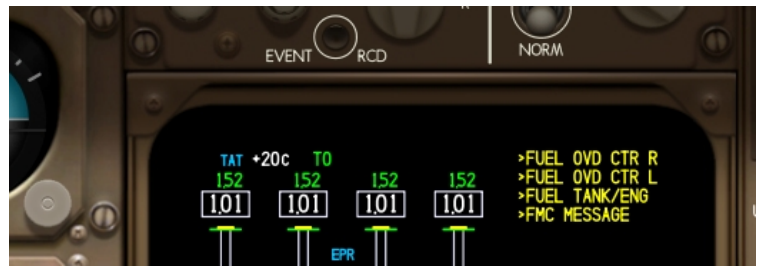 EVENT RCD
NORM
TAT +20c TO
1.52 1.52 1.52 1.52
1.01 1.01 1.01 1.01
EPR
>FUEL OVD CTR R
>FUEL OVD CTR L
>FUEL TANK/ENG
>FMC MESSAGE